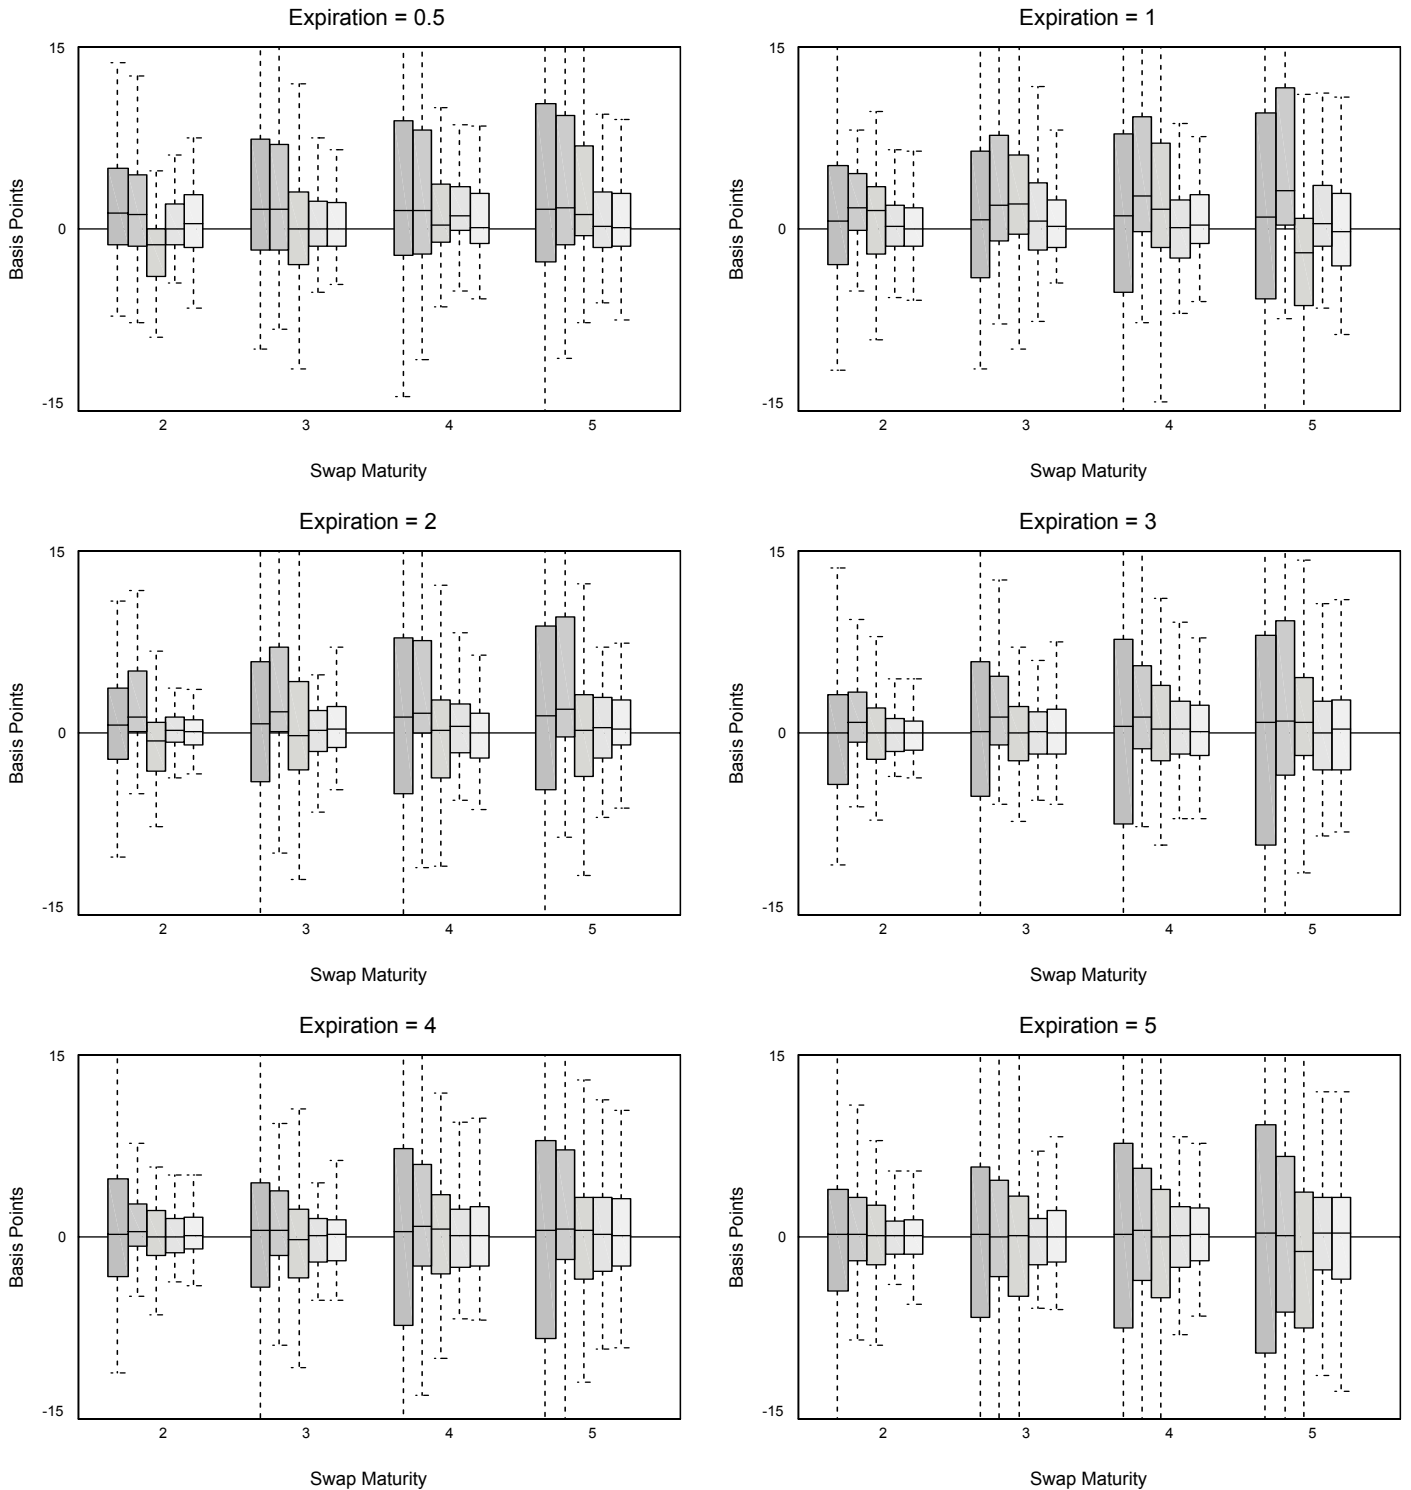 Expiration = 0.5
15
0
-15
Basis Points
2 3 4 5
Swap Maturity
Expiration = 1
15
0
-15
Basis Points
2 3 4 5
Swap Maturity
Expiration = 2
15
0
-15
Basis Points
2 3 4 5
Swap Maturity
Expiration = 3
15
0
-15
Basis Points
2 3 4 5
Swap Maturity
Expiration = 4
15
0
-15
Basis Points
2 3 4 5
Swap Maturity
Expiration = 5
15
0
-15
Basis Points
2 3 4 5
Swap Maturity